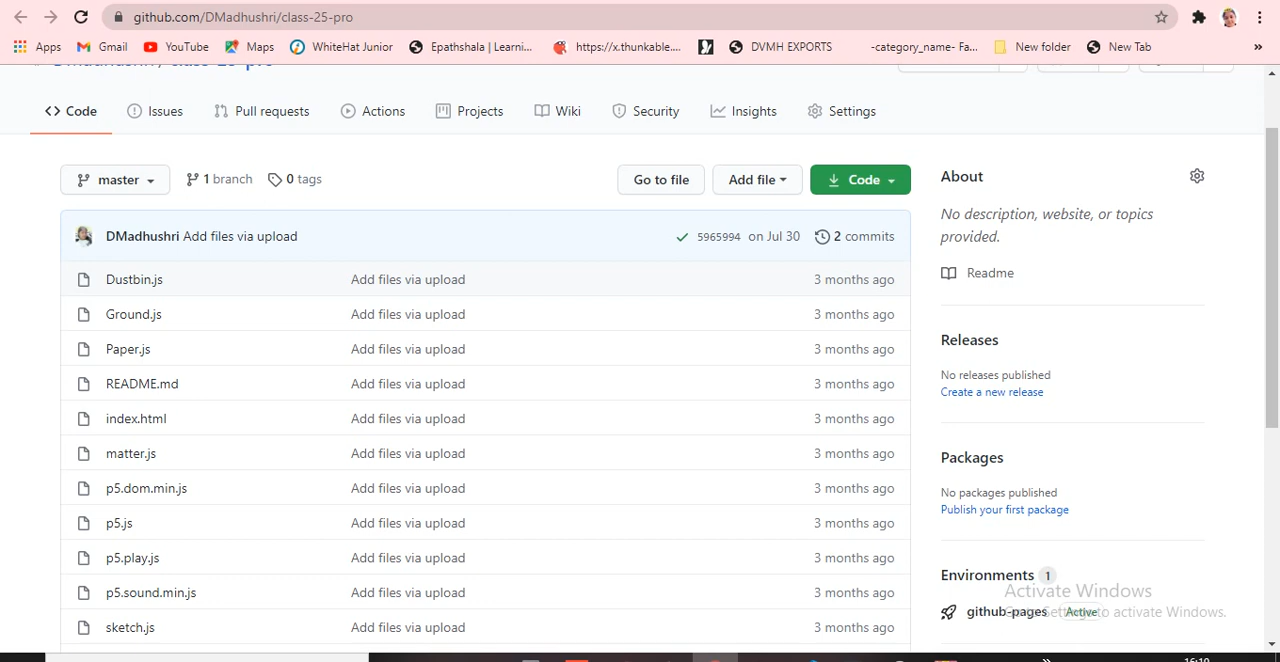 github.com/DMadhushri/class-25-pro
Apps Gmail YouTube Maps WhiteHat Junior Epathshala | Learni... https://x.thunkable.... DVMH EXPORTS -category_name- Fa... New folder New Tab »
Code Issues Pull requests Actions Projects Wiki Security Insights Settings
master 1 branch 0 tags Go to file Add file Code
DMadhushri Add files via upload 5965994 on Jul 30 2 commits
Dustbin.js Add files via upload 3 months ago
Ground.js Add files via upload 3 months ago
Paper.js Add files via upload 3 months ago
README.md Add files via upload 3 months ago
index.html Add files via upload 3 months ago
matter.js Add files via upload 3 months ago
p5.dom.min.js Add files via upload 3 months ago
p5.js Add files via upload 3 months ago
p5.play.js Add files via upload 3 months ago
p5.sound.min.js Add files via upload 3 months ago
sketch.js Add files via upload 3 months ago
About
No description, website, or topics
provided.
Readme
Releases
No releases published
Create a new release
Packages
No packages published
Publish your first package
Environments 1
github-pages Active
Activate Windows
Go to Settings to activate Windows.